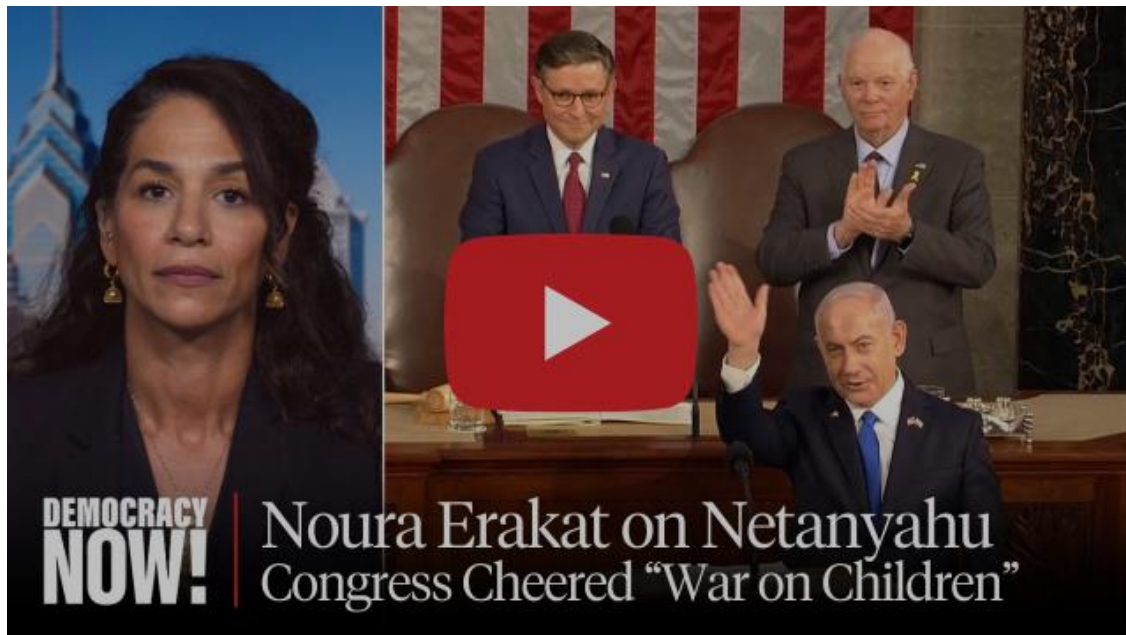 DEMOCRACY
NOW!
Noura Erakat on Netanyahu
Congress Cheered “War on Children”